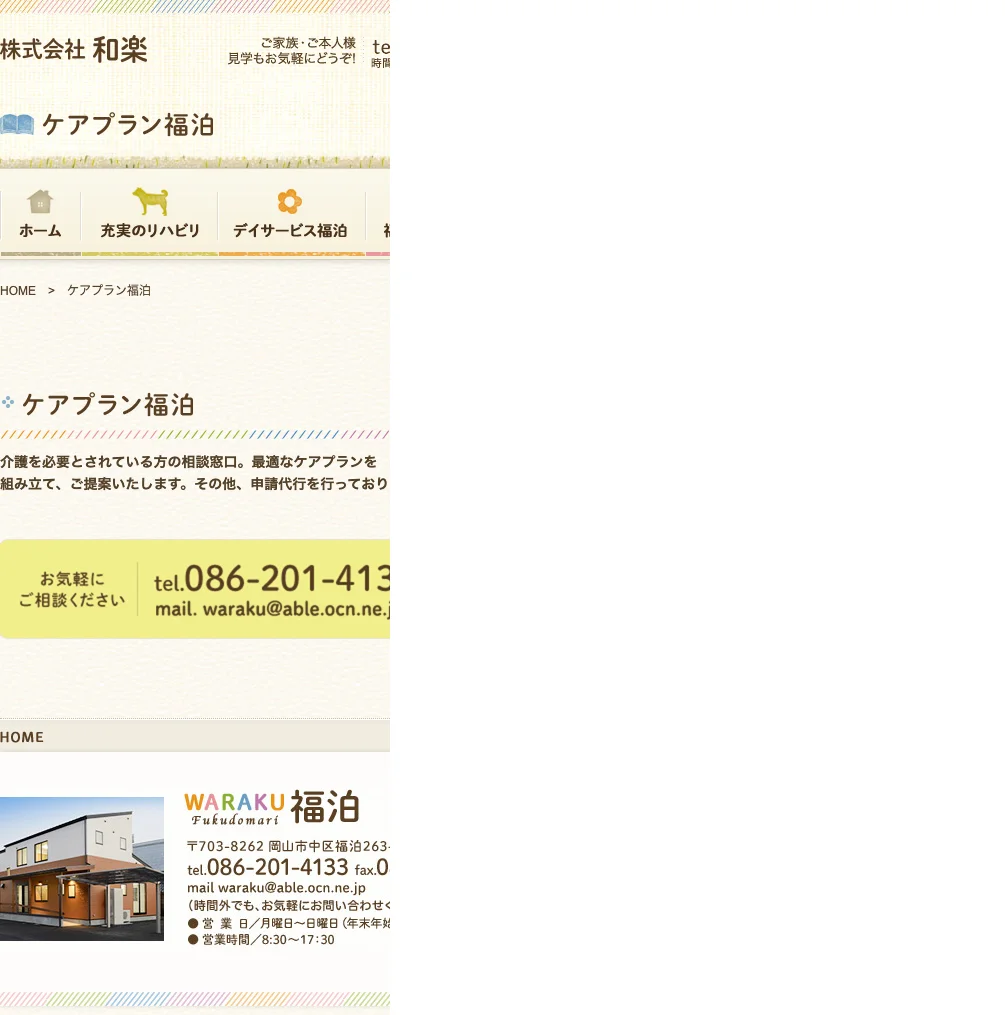 株式会社 和楽
ご家族・ご本人様
見学もお気軽にどうぞ!
te
時間
ケアプラン福泊
ホーム
充実のリハビリ
デイサービス福泊
HOME > ケアプラン福泊
ケアプラン福泊
介護を必要とされている方の相談窓口。最適なケアプランを
組み立て、ご提案いたします。その他、申請代行を行っており
お気軽に
ご相談ください
tel.086-201-413
mail. waraku@able.ocn.ne.j
HOME
WARAKU 福泊
Fukudomari
〒703-8262 岡山市中区福泊263-
tel.086-201-4133 fax.0
mail waraku@able.ocn.ne.jp
(時間外でも、お気軽にお問い合わせく
●営 業 日／月曜日〜日曜日(年末年始
●営業時間／8:30〜17:30